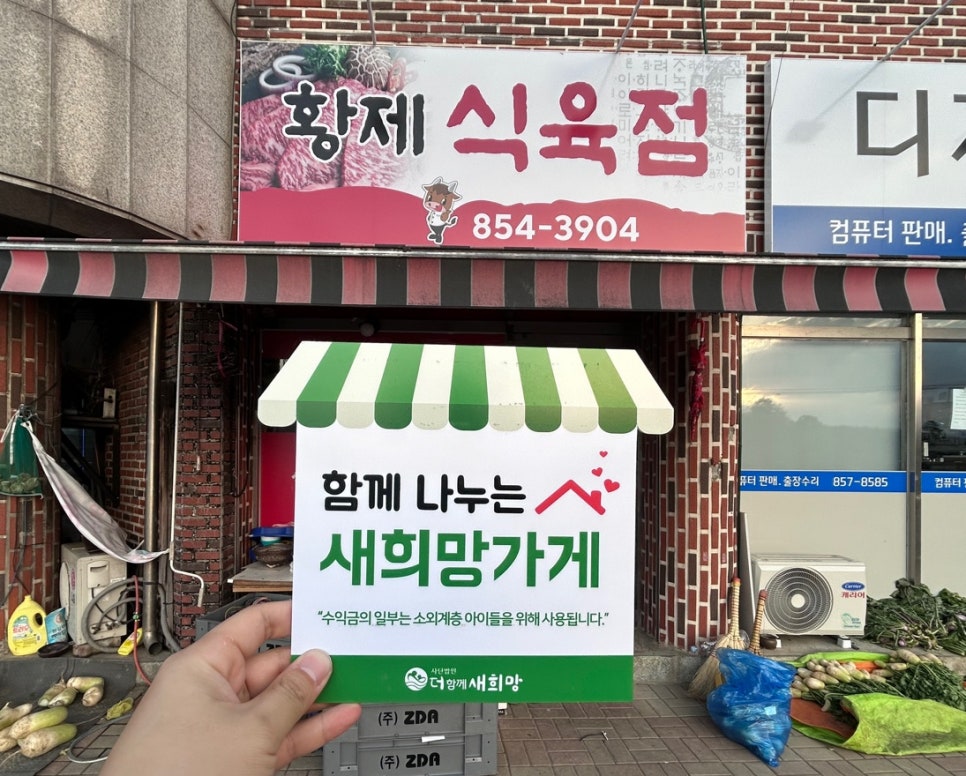 황제 식육점
854-3904
디지
컴퓨터 판매. 출
함께 나누는
새희망가게
"수익금의 일부는 소외계층 아이들을 위해 사용됩니다."
사단법인
더함께새희망
퓨터 판매.출장수리 857-8585
컴퓨터 판
Carrier
캐리어
(주) ZDA
(주) ZDA